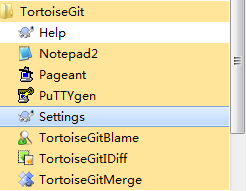 TortoiseGit
Help
Notepad2
Pageant
PuTTYgen
Settings
TortoiseGitBlame
TortoiseGitIDiff
TortoiseGitMerge